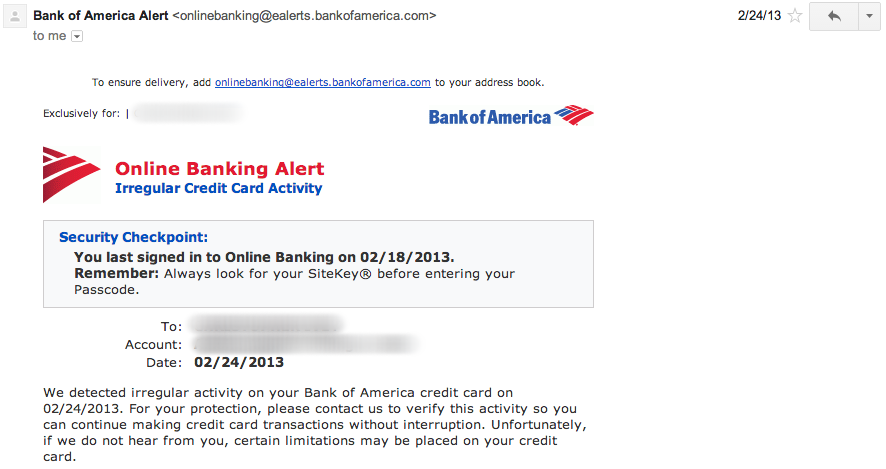 Bank of America Alert <onlinebanking@ealerts.bankofamerica.com>
2/24/13
to me
To ensure delivery, add onlinebanking@ealerts.bankofamerica.com to your address book.
Exclusively for: |
Bank of America
Online Banking Alert
Irregular Credit Card Activity
Security Checkpoint:
You last signed in to Online Banking on 02/18/2013.
Remember: Always look for your SiteKey® before entering your
Passcode.
To:
Account:
Date: 02/24/2013
We detected irregular activity on your Bank of America credit card on
02/24/2013. For your protection, please contact us to verify this activity so you
can continue making credit card transactions without interruption. Unfortunately,
if we do not hear from you, certain limitations may be placed on your credit
card.